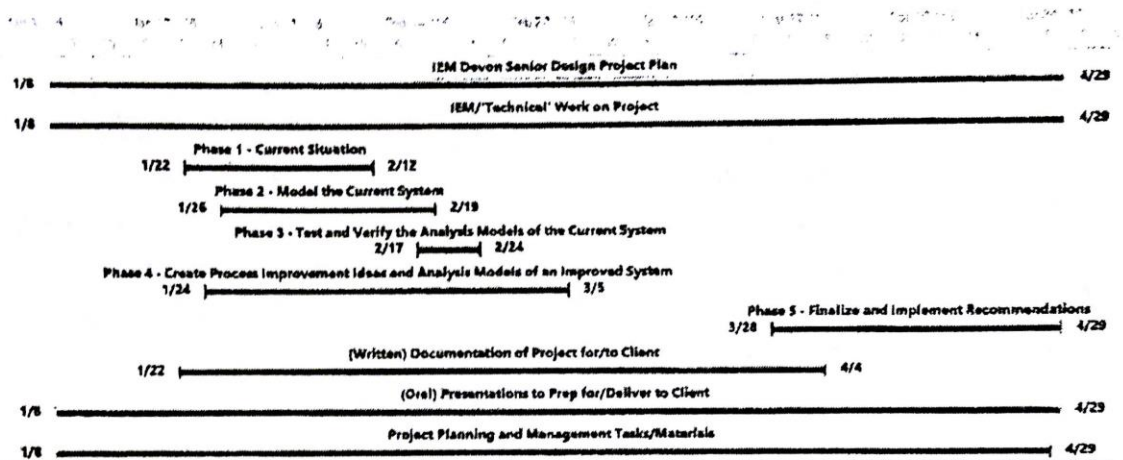 IEM Devon Senior Design Project Plan
1/8 4/29
IEM/'Technical' Work on Project
1/8 4/29
Phase 1 - Current Situation
1/22 2/12
Phase 2 - Model the Current System
1/26 2/19
Phase 3 - Test and Verify the Analysis Models of the Current System
2/17 2/24
Phase 4 - Create Process Improvement Ideas and Analysis Models of an Improved System
1/24 3/5
Phase 5 - Finalize and Implement Recommendations
3/28 4/29
(Written) Documentation of Project for/to Client
1/22 4/4
(Oral) Presentations to Prep for/Deliver to Client
1/8 4/29
Project Planning and Management Tasks/Materials
1/8 4/29